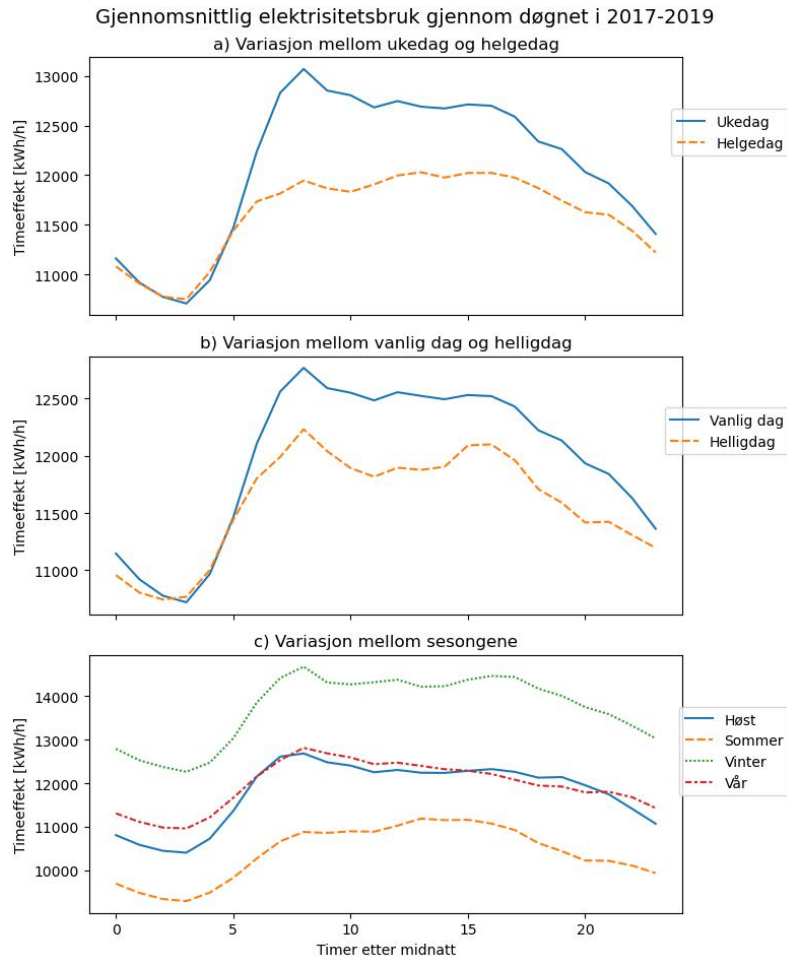 Gjennomsnittlig elektrisitetsbruk gjennom døgnet i 2017-2019
a) Variasjon mellom ukedag og helgedag
Timeeffekt [kWh/h]
13000
12500
12000
11500
11000
Ukedag
Helgedag
b) Variasjon mellom vanlig dag og helligdag
Timeeffekt [kWh/h]
12500
12000
11500
11000
Vanlig dag
Helligdag
c) Variasjon mellom sesongene
Timeeffekt [kWh/h]
14000
13000
12000
11000
10000
Høst
Sommer
Vinter
Vår
0 5 10 15 20
Timer etter midnatt